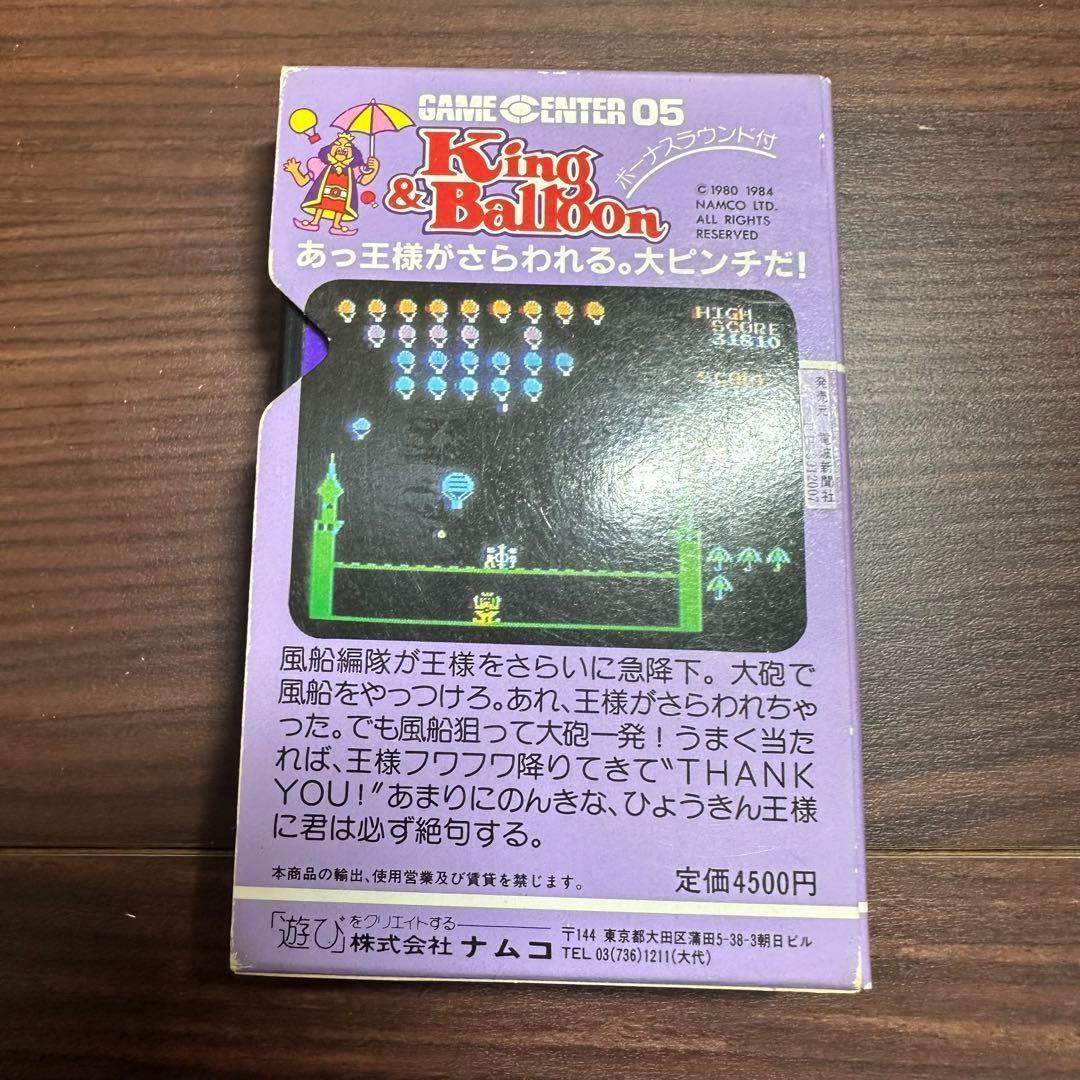 GAME CENTER 05
King
& Balloon
ボーナスラウンド付
© 1980 1984
NAMCO LTD.
ALL RIGHTS
RESERVED
あっ王様がさらわれる。大ピンチだ!
HIGH
SCORE
31810
発売元 電波新聞社
風船編隊が王様をさらいに急降下。大砲で
風船をやっつけろ。あれ、王様がさらわれちゃ
った。でも風船狙って大砲一発!うまく当た
れば、王様フワフワ降りてきて“THANK
YOU!”あまりにのんきな、ひょうきん王様
に君は必ず絶句する。
本商品の輸出、使用営業及び賃貸を禁じます。
定価4500円
「遊び」をクリエイトする
株式会社 ナムコ
〒144 東京都大田区蒲田5-38-3朝日ビル
TEL 03(736)1211(大代)